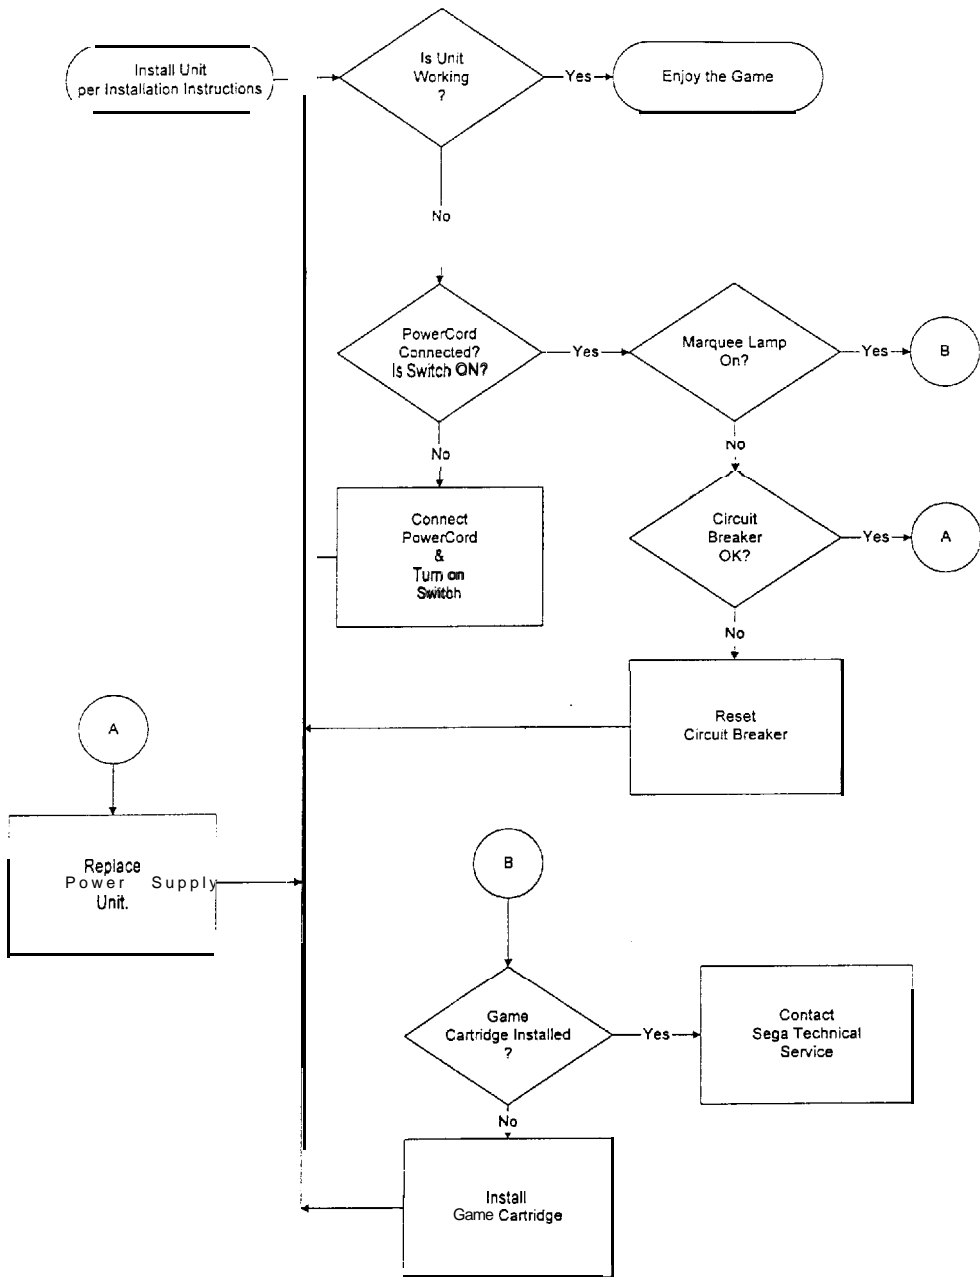 Install Unit
per Installation Instructions
Is Unit
Working
?
Yes
Enjoy the Game
No
PowerCord
Connected?
Is Switch ON?
Yes
Marquee Lamp
On?
Yes
B
No
No
Connect
PowerCord
&
Turn on
Switch
Circuit
Breaker
OK?
Yes
A
No
Reset
Circuit Breaker
A
Replace
Power Supply
Unit.
B
Game
Cartridge Installed
?
Yes
Contact
Sega Technical
Service
No
Install
Game Cartridge